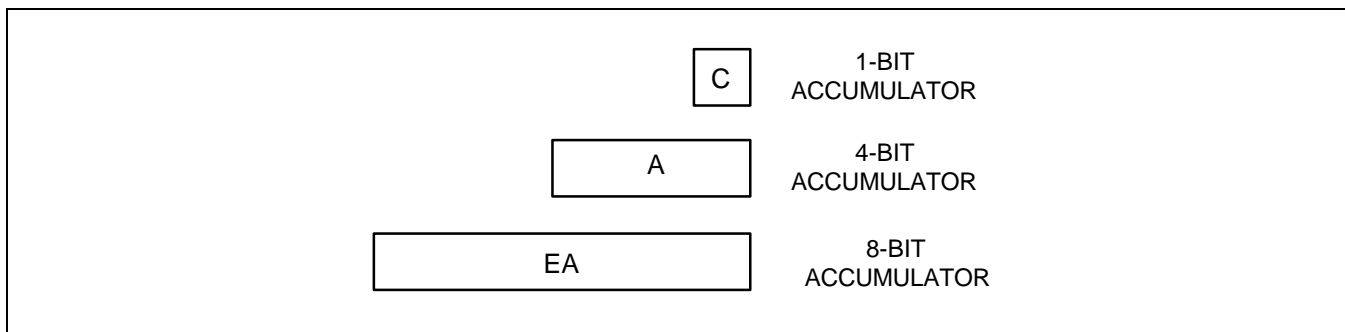 C
1-BIT
ACCUMULATOR
A
4-BIT
ACCUMULATOR
EA
8-BIT
ACCUMULATOR